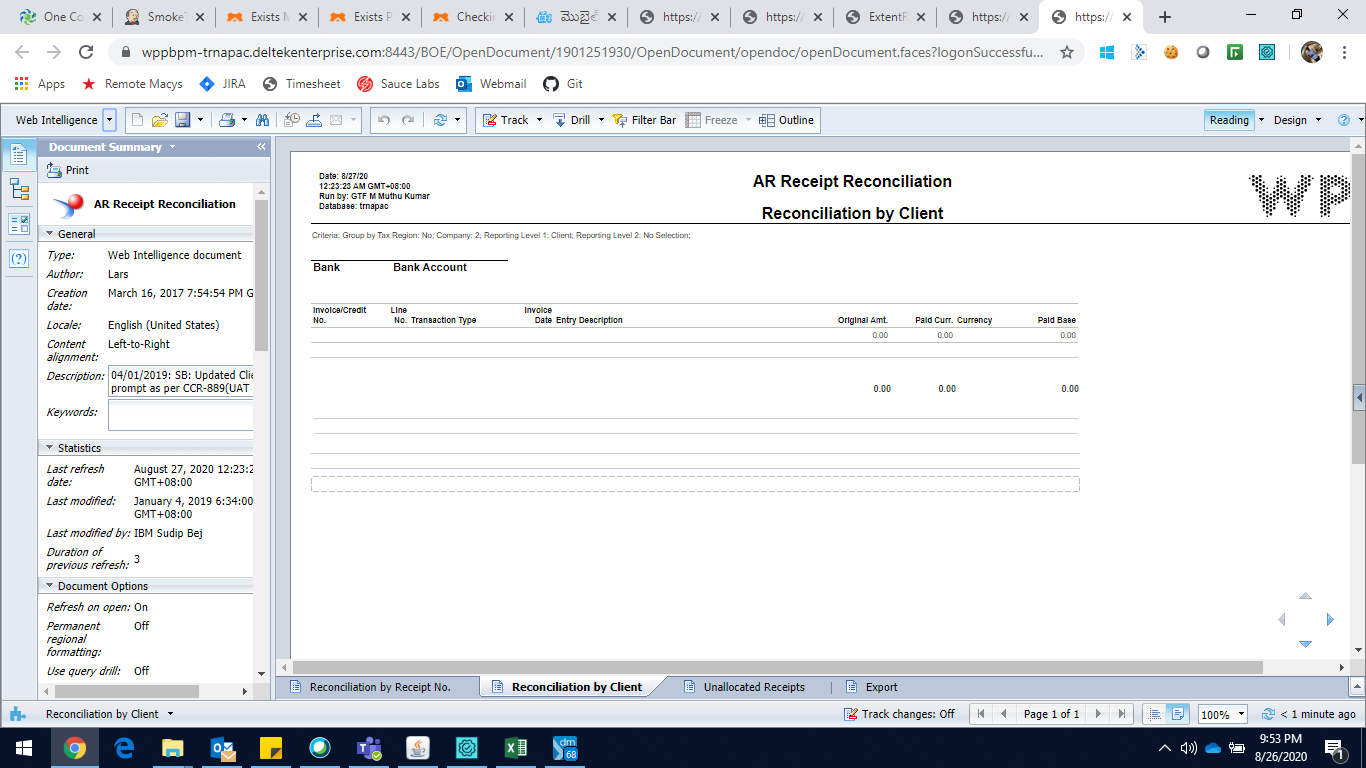 One Co
Smoke
Exists M
Exists P
Checkin
మొబైల్
https:/
https:/
ExtentR
https:/
https:/
wppbpm-trnapac.deltekenterprise.com:8443/BOE/OpenDocument/1901251930/OpenDocument/opendoc/openDocument.faces?logonSuccessfu...
Apps
Remote Macys
JIRA
Timesheet
Sauce Labs
Webmail
Git
Web Intelligence
Track
Drill
Filter Bar
Freeze
Outline
Reading
Design
Document Summary
Print
AR Receipt Reconciliation
General
Type: Web Intelligence document
Author: Lars
Creation date: March 16, 2017 7:54:54 PM G
Locale: English (United States)
Content alignment: Left-to-Right
Description: 04/01/2019: SB: Updated Clie
prompt as per CCR-889(UAT
Keywords:
Statistics
Last refresh date: August 27, 2020 12:23:2
GMT+08:00
Last modified: January 4, 2019 6:34:00
GMT+08:00
Last modified by: IBM Sudip Bej
Duration of previous refresh: 3
Document Options
Refresh on open: On
Permanent regional formatting: Off
Use query drill: Off
Date: 8/27/20
12:23:23 AM GMT+08:00
Run by: GTF M Muthu Kumar
Database: trnapac
AR Receipt Reconciliation
Reconciliation by Client
WP
Criteria: Group by Tax Region: No; Company: 2; Reporting Level 1: Client; Reporting Level 2: No Selection;
Bank Bank Account
Invoice/Credit No. Line No. Transaction Type Invoice Date Entry Description Original Amt. Paid Curr. Currency Paid Base
0.00 0.00 0.00
0.00 0.00 0.00
Reconciliation by Receipt No.
Reconciliation by Client
Unallocated Receipts
Export
Reconciliation by Client
Track changes: Off
Page 1 of 1
100%
< 1 minute ago
dm
68
9:53 PM
8/26/2020
1